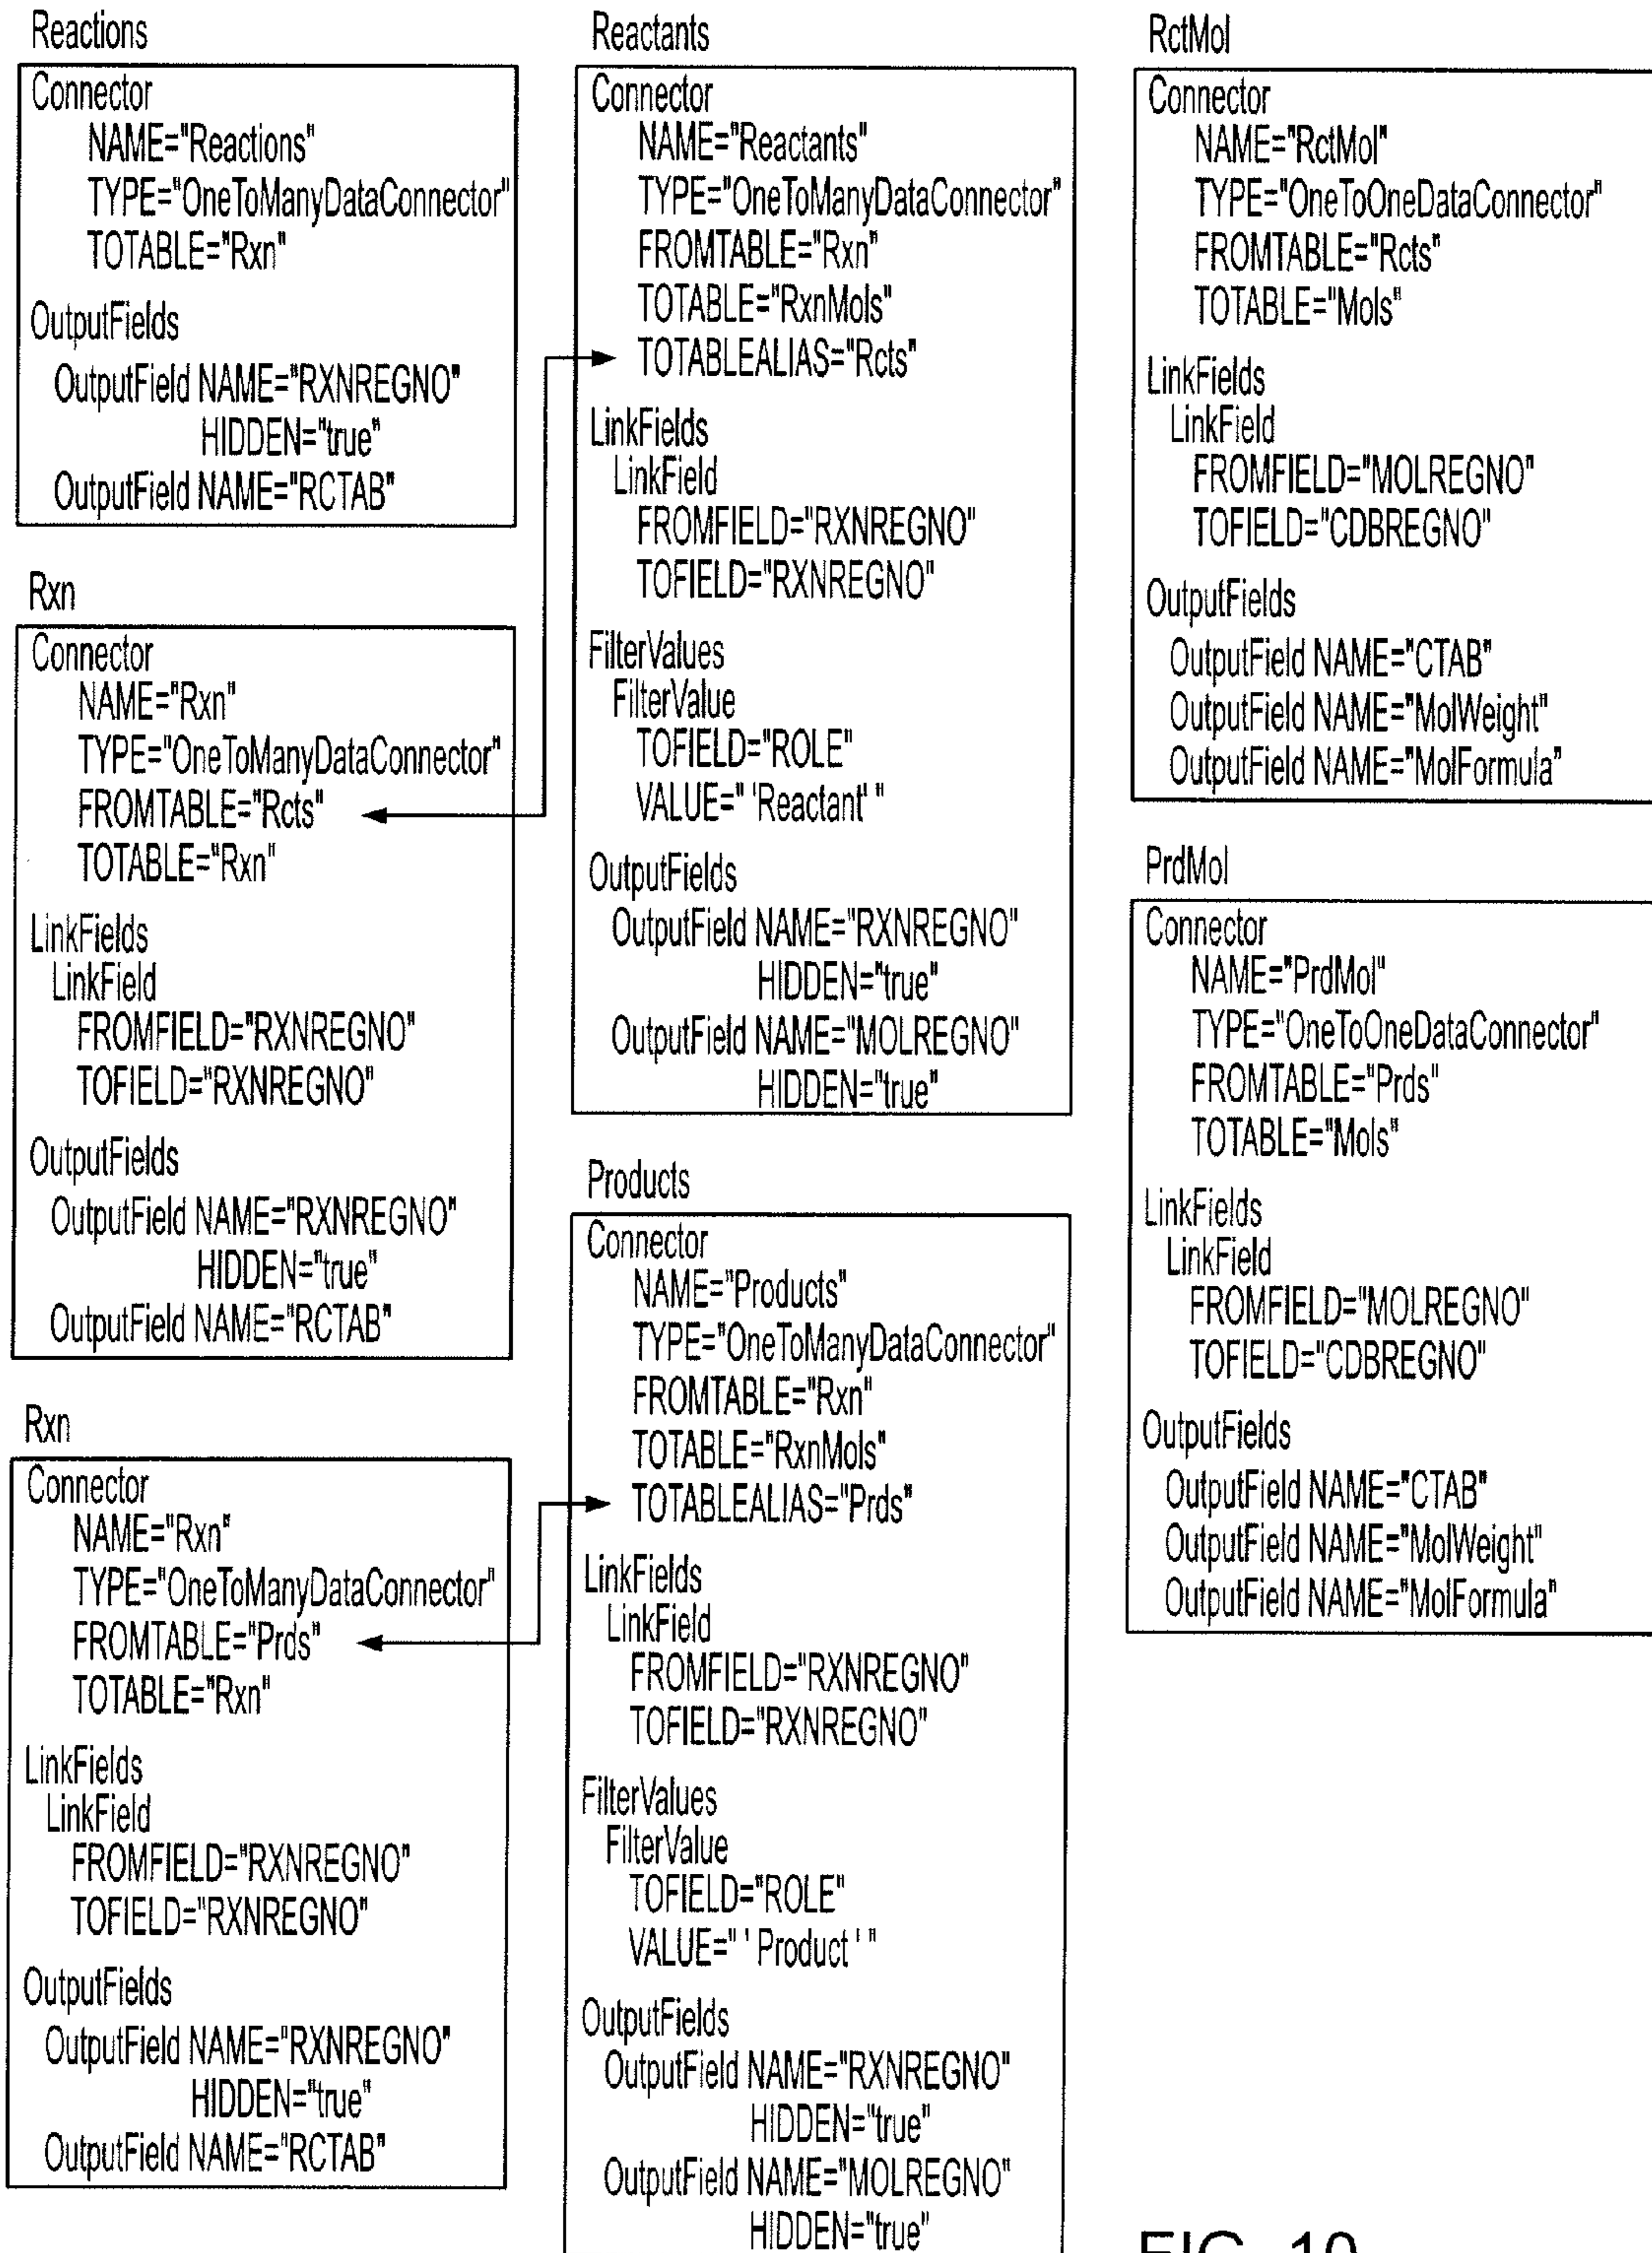 Reactions
Connector
NAME="Reactions"
TYPE="OneToManyDataConnector"
TOTABLE="Rxn"
OutputFields
OutputField NAME="RXNREGNO"
HIDDEN="true"
OutputField NAME="RCTAB"
Rxn
Connector
NAME="Rxn"
TYPE="OneToManyDataConnector"
FROMTABLE="Rcts"
TOTABLE="Rxn"
LinkFields
LinkField
FROMFIELD="RXNREGNO"
TOFIELD="RXNREGNO"
OutputFields
OutputField NAME="RXNREGNO"
HIDDEN="true"
OutputField NAME="RCTAB"
Rxn
Connector
NAME="Rxn"
TYPE="OneToManyDataConnector"
FROMTABLE="Prds"
TOTABLE="Rxn"
LinkFields
LinkField
FROMFIELD="RXNREGNO"
TOFIELD="RXNREGNO"
OutputFields
OutputField NAME="RXNREGNO"
HIDDEN="true"
OutputField NAME="RCTAB"
Reactants
Connector
NAME="Reactants"
TYPE="OneToManyDataConnector"
FROMTABLE="Rxn"
TOTABLE="RxnMols"
TOTABLEALIAS="Rcts"
LinkFields
LinkField
FROMFIELD="RXNREGNO"
TOFIELD="RXNREGNO"
FilterValues
FilterValue
TOFIELD="ROLE"
VALUE=" 'Reactant' "
OutputFields
OutputField NAME="RXNREGNO"
HIDDEN="true"
OutputField NAME="MOLREGNO"
HIDDEN="true"
Products
Connector
NAME="Products"
TYPE="OneToManyDataConnector"
FROMTABLE="Rxn"
TOTABLE="RxnMols"
TOTABLEALIAS="Prds"
LinkFields
LinkField
FROMFIELD="RXNREGNO"
TOFIELD="RXNREGNO"
FilterValues
FilterValue
TOFIELD="ROLE"
VALUE=" ' Product ' "
OutputFields
OutputField NAME="RXNREGNO"
HIDDEN="true"
OutputField NAME="MOLREGNO"
HIDDEN="true"
RctMol
Connector
NAME="RctMol"
TYPE="OneToOneDataConnector"
FROMTABLE="Rcts"
TOTABLE="Mols"
LinkFields
LinkField
FROMFIELD="MOLREGNO"
TOFIELD="CDBREGNO"
OutputFields
OutputField NAME="CTAB"
OutputField NAME="MolWeight"
OutputField NAME="MolFormula"
PrdMol
Connector
NAME="PrdMol"
TYPE="OneToOneDataConnector"
FROMTABLE="Prds"
TOTABLE="Mols"
LinkFields
LinkField
FROMFIELD="MOLREGNO"
TOFIELD="CDBREGNO"
OutputFields
OutputField NAME="CTAB"
OutputField NAME="MolWeight"
OutputField NAME="MolFormula"
FIG. 10